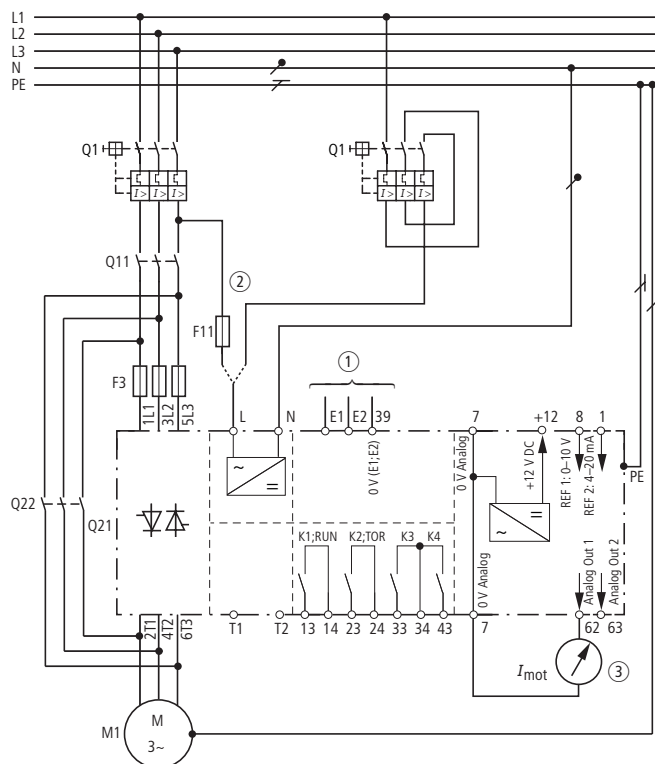 L1
L2
L3
N
PE
Q1
I> I> I>
Q1
I> I> I>
Q11
②
F11
①
F3
1L1
3L2
5L3
L
N
E1
E2
39
7
+12
8
1
0 V (E1; E2)
0 V Analog
+12 V DC
REF 1: 0–10 V
REF 2: 4–20 mA
PE
~
=
~
=
Q22
Q21
K1;RUN
K2;TOR
K3
K4
0 V Analog
Analog Out 1
Analog Out 2
2T1
4T2
6T3
T1
T2
13
14
23
24
33
34
43
7
62
63
Imot
③
M1
M
3~